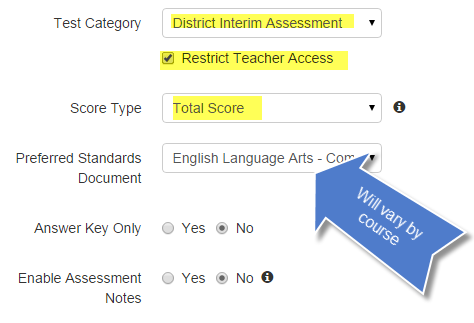 Test Category District Interim Assessment
Restrict Teacher Access
Score Type Total Score
Preferred Standards English Language Arts - Com
Document
Will vary by
course
Answer Key Only Yes No
Enable Assessment Yes No
Notes